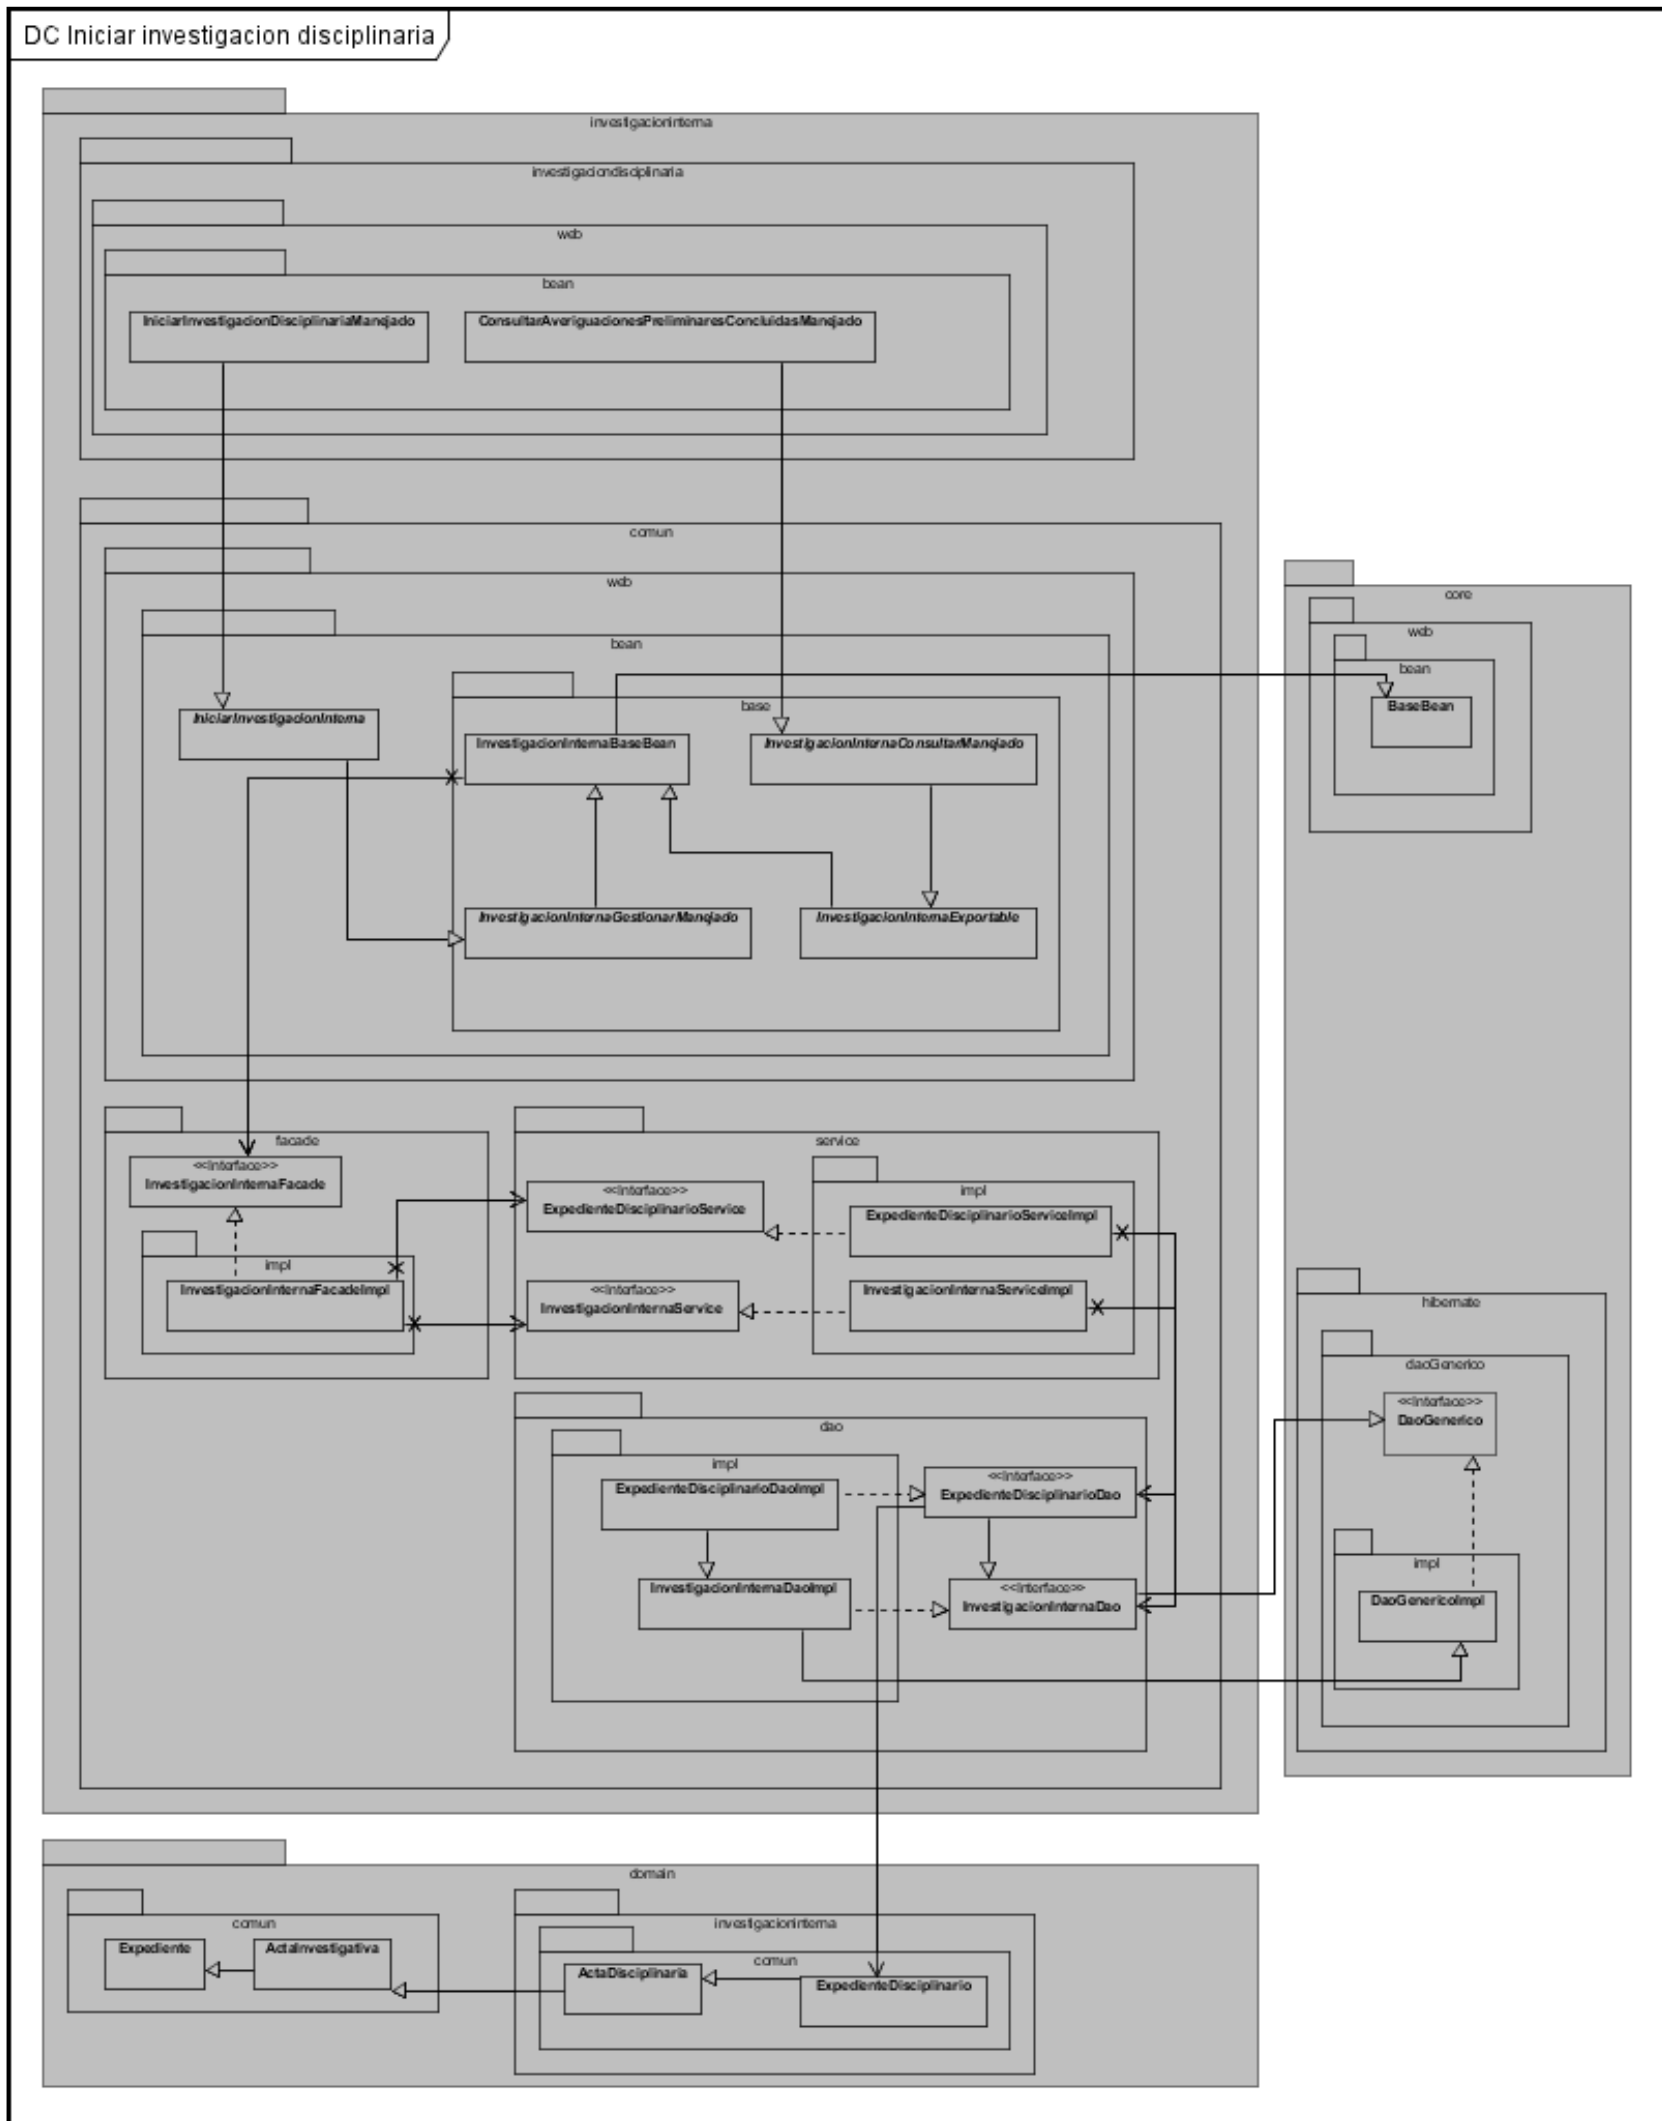 DC Iniciar investigacion disciplinaria
investigacioninterna
investigaciondisciplinaria
web
bean
IniciarInvestigacionDisciplinariaManejado
ConsultarAveriguacionesPreliminaresConcluidasManejado
comun
web
bean
base
IniciarInvestigacionInterna
InvestigacionInternaBaseBean
InvestigacionInternaConsultarManejado
InvestigacionInternaGestionarManejado
InvestigacionInternaExportable
core
web
bean
BaseBean
facade
<<Interface>>
InvestigacionInternaFacade
impl
InvestigacionInternaFacadeImpl
service
<<Interface>>
ExpedienteDisciplinarioService
<<Interface>>
InvestigacionInternaService
impl
ExpedienteDisciplinarioServiceImpl
InvestigacionInternaServiceImpl
dao
impl
ExpedienteDisciplinarioDaoImpl
InvestigacionInternaDaoImpl
<<Interface>>
ExpedienteDisciplinarioDao
<<Interface>>
InvestigacionInternaDao
hibernate
daoGenerico
<<Interface>>
DaoGenerico
impl
DaoGenericoImpl
domain
comun
Expediente
ActaInvestigativa
investigacioninterna
comun
ActaDisciplinaria
ExpedienteDisciplinario